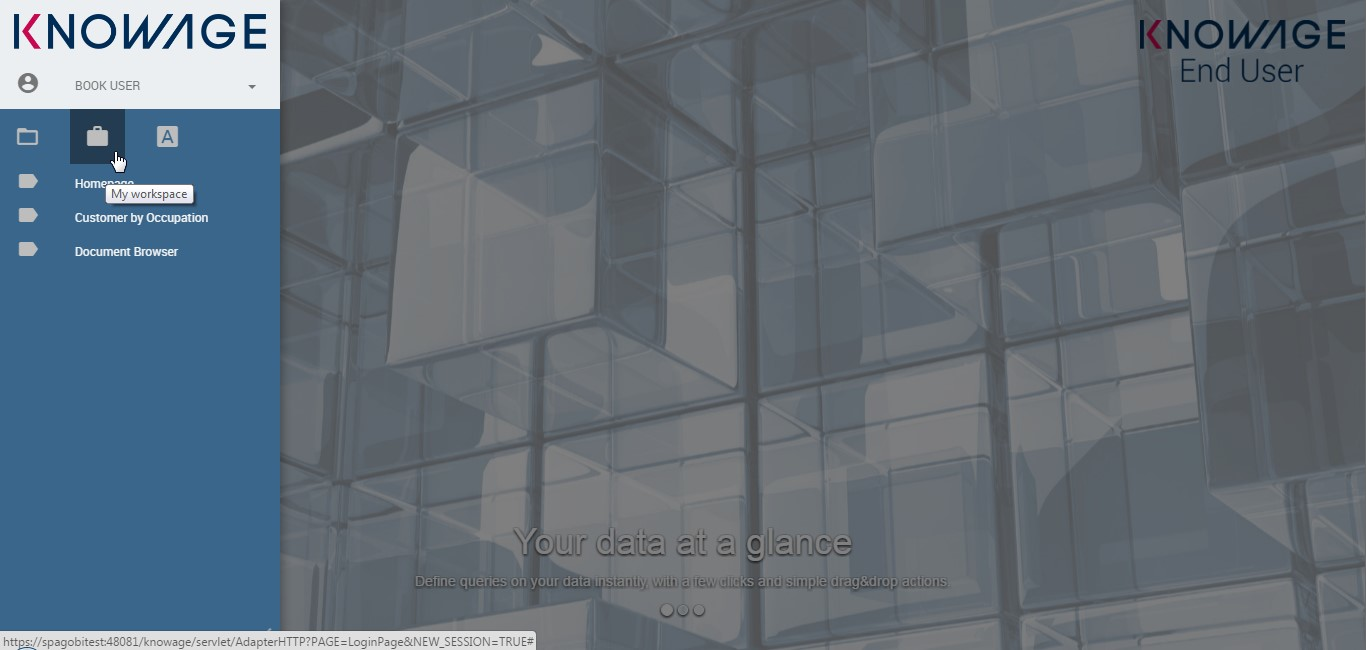 KNOWAGE
BOOK USER
A
Homepage
My workspace
Customer by Occupation
Document Browser
KNOWAGE
End User
Your data at a glance
Define queries on your data instantly, with a few clicks and simple drag&drop actions.
https://spagobitest:48081/knowage/servlet/AdapterHTTP?PAGE=LoginPage&NEW_SESSION=TRUE#